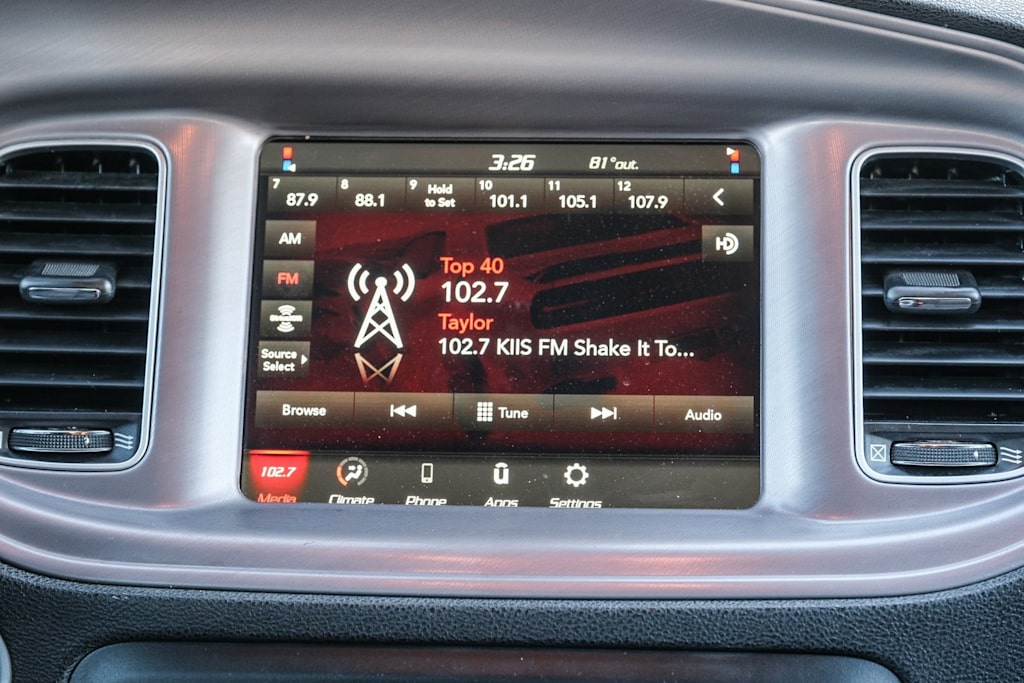 3:26 81°out.
7 87.9 8 88.1 9 Hold to Set 10 101.1 11 105.1 12 107.9
AM
HD
FM
Top 40
102.7
Taylor
102.7 KIIS FM Shake It To...
Source
Select
Browse Tune Audio
102.7
Media Climate Phone Apps Settings